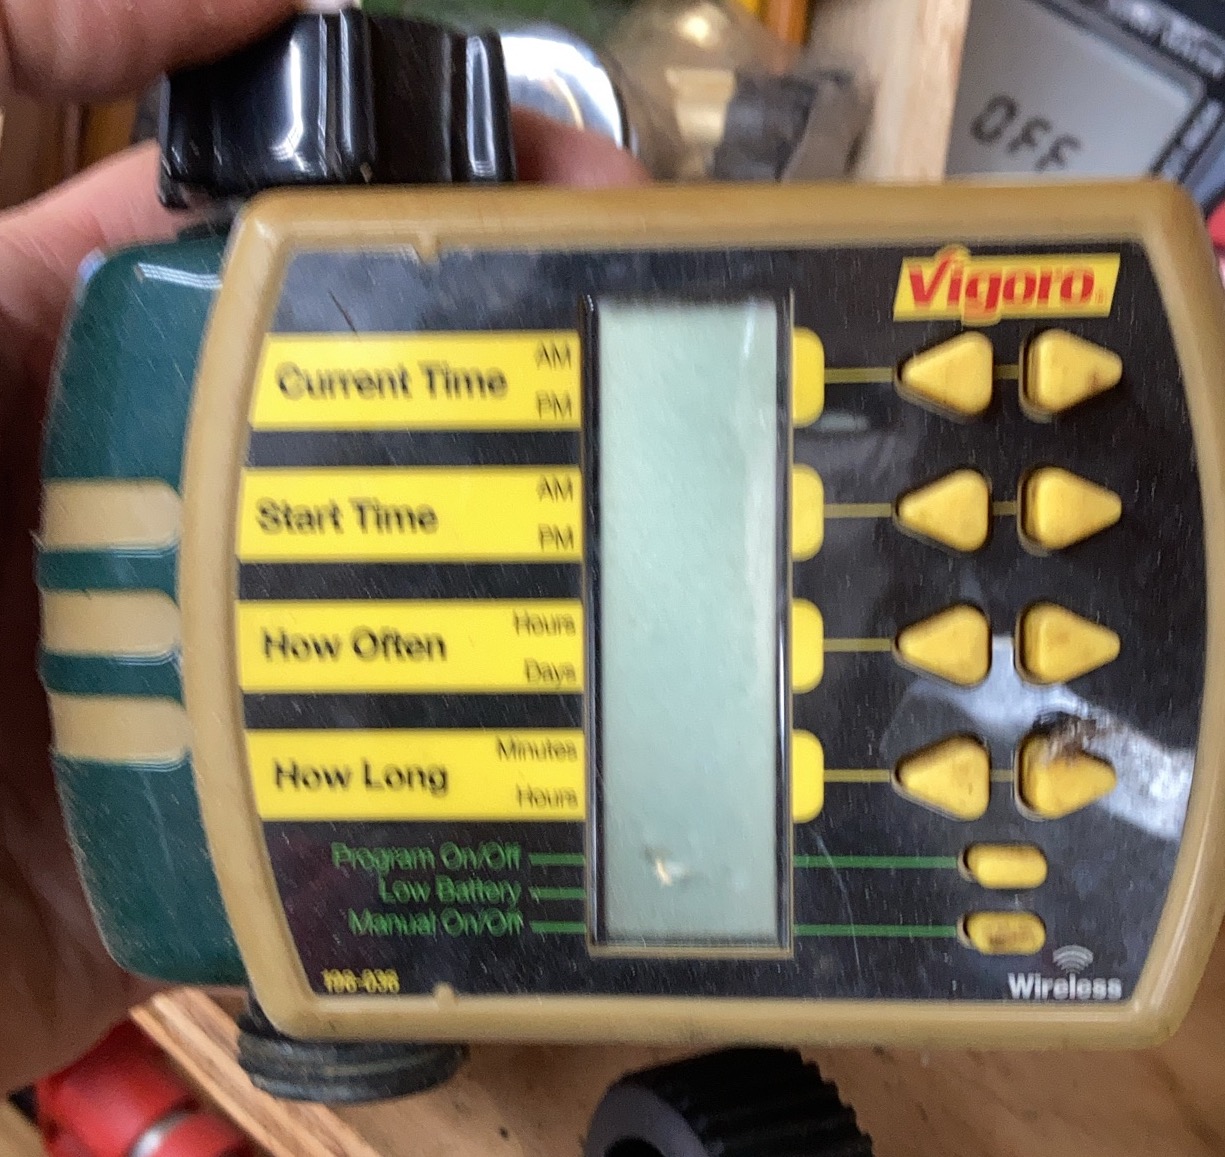 OFF
Vigoro
Current Time AM
PM
Start Time AM
PM
How Often Hours
Days
How Long Minutes
Hours
Program On/Off
Low Battery
Manual On/Off
Wireless